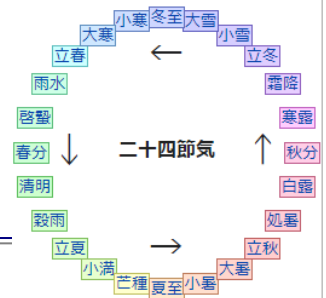 冬至
小寒
大寒
立春
雨水
啓蟄
春分
清明
穀雨
立夏
小満
芒種
夏至
小暑
大暑
立秋
処暑
白露
秋分
寒露
霜降
立冬
小雪
大雪
二十四節気